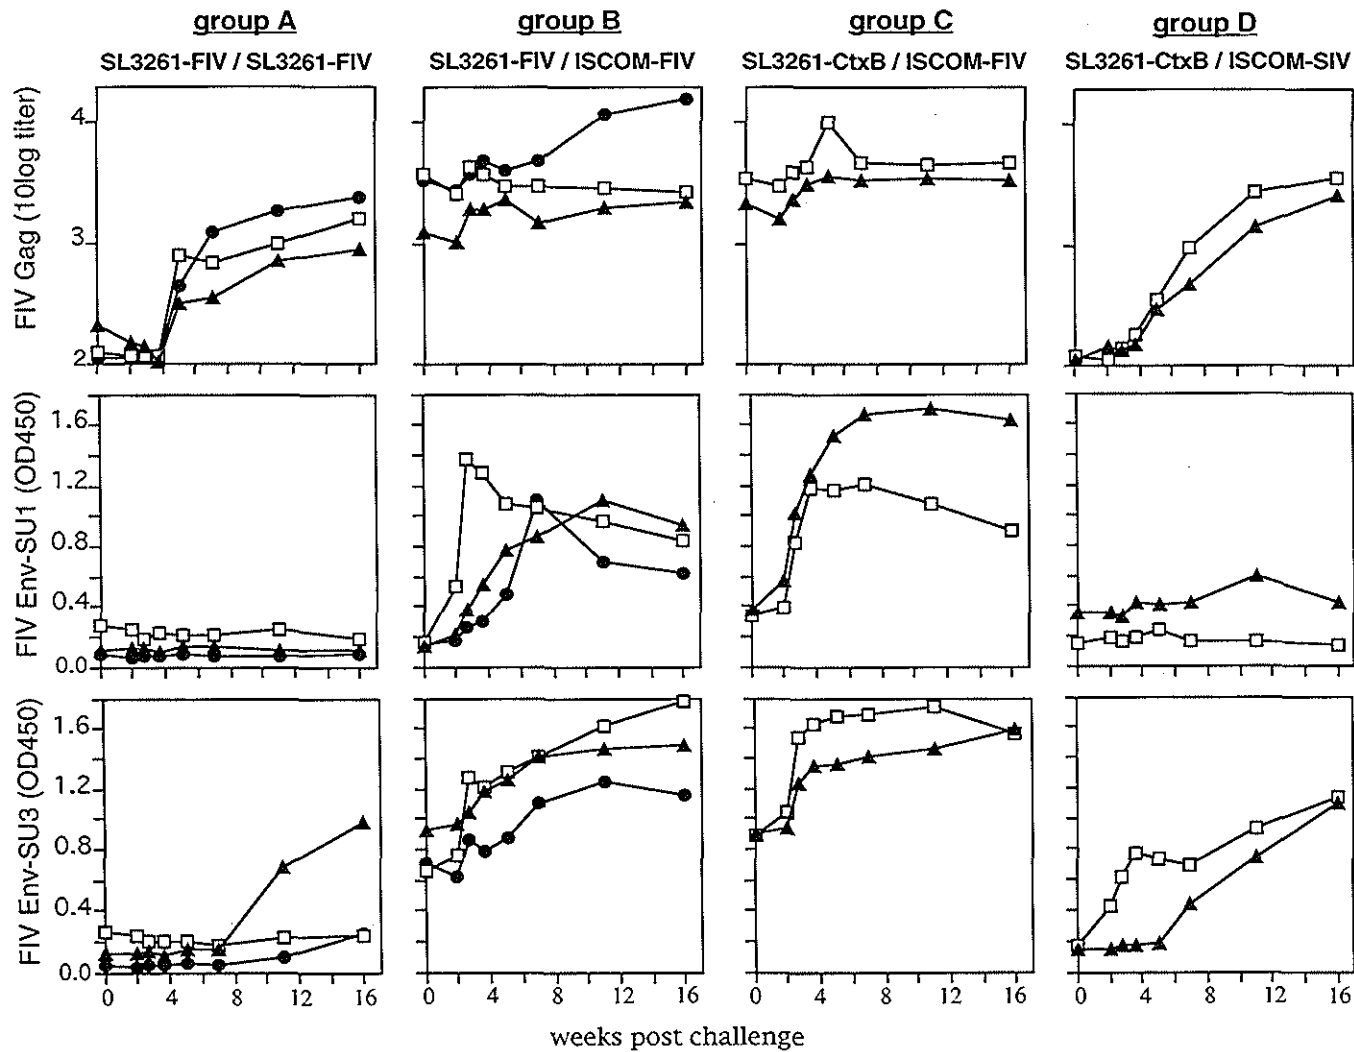 group A
group B
group C
group D
SL3261-FIV / SL3261-FIV
SL3261-FIV / ISCOM-FIV
SL3261-CtxB / ISCOM-FIV
SL3261-CtxB / ISCOM-SIV
FIV Gag (10log titer)
4
3
2
FIV Env-SU1 (OD450)
1.6
1.2
0.8
0.4
0.0
FIV Env-SU3 (OD450)
1.6
1.2
0.8
0.4
0.0
0 4 8 12 16
0 4 8 12 16
0 4 8 12 16
0 4 8 12 16
weeks post challenge